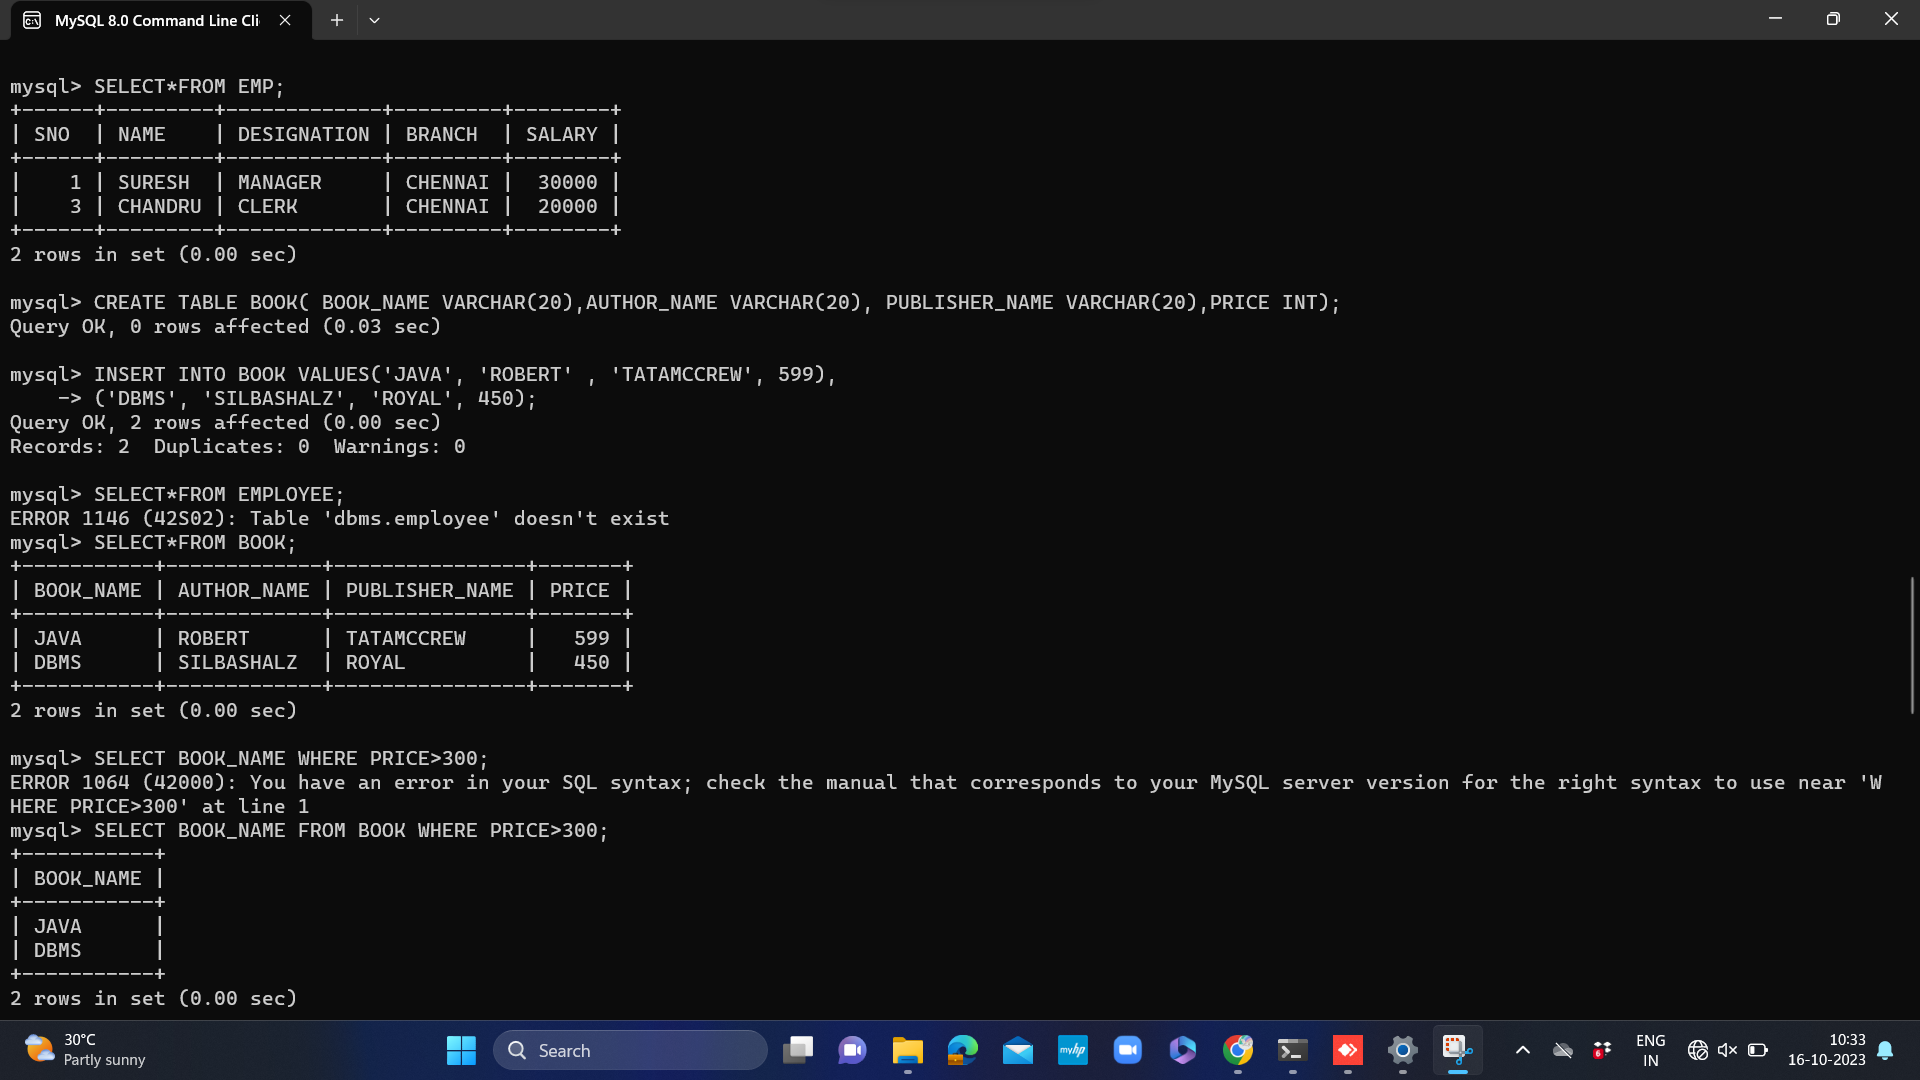 MySQL 8.0 Command Line Cli
mysql> SELECT*FROM EMP;
+------+---------+-------------+---------+--------+
| SNO  | NAME    | DESIGNATION | BRANCH  | SALARY |
+------+---------+-------------+---------+--------+
|    1 | SURESH  | MANAGER     | CHENNAI |  30000 |
|    3 | CHANDRU | CLERK       | CHENNAI |  20000 |
+------+---------+-------------+---------+--------+
2 rows in set (0.00 sec)
mysql> CREATE TABLE BOOK( BOOK_NAME VARCHAR(20),AUTHOR_NAME VARCHAR(20), PUBLISHER_NAME VARCHAR(20),PRICE INT);
Query OK, 0 rows affected (0.03 sec)
mysql> INSERT INTO BOOK VALUES('JAVA', 'ROBERT' , 'TATAMCCREW', 599),
    -> ('DBMS', 'SILBASHALZ', 'ROYAL', 450);
Query OK, 2 rows affected (0.00 sec)
Records: 2  Duplicates: 0  Warnings: 0
mysql> SELECT*FROM EMPLOYEE;
ERROR 1146 (42S02): Table 'dbms.employee' doesn't exist
mysql> SELECT*FROM BOOK;
+-----------+-------------+----------------+-------+
| BOOK_NAME | AUTHOR_NAME | PUBLISHER_NAME | PRICE |
+-----------+-------------+----------------+-------+
| JAVA      | ROBERT      | TATAMCCREW     |   599 |
| DBMS      | SILBASHALZ  | ROYAL          |   450 |
+-----------+-------------+----------------+-------+
2 rows in set (0.00 sec)
mysql> SELECT BOOK_NAME WHERE PRICE>300;
ERROR 1064 (42000): You have an error in your SQL syntax; check the manual that corresponds to your MySQL server version for the right syntax to use near 'W
HERE PRICE>300' at line 1
mysql> SELECT BOOK_NAME FROM BOOK WHERE PRICE>300;
+-----------+
| BOOK_NAME |
+-----------+
| JAVA      |
| DBMS      |
+-----------+
2 rows in set (0.00 sec)
30°C
Partly sunny
Search
myhp
6
ENG
IN
10:33
16-10-2023